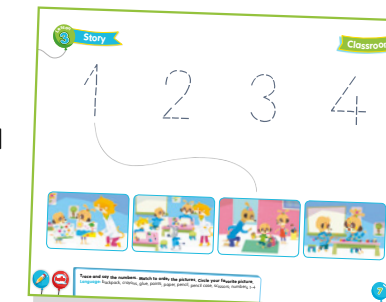 3 Story
Classroom
1 2 3 4
Trace and say the numbers. Match to order the pictures. Circle your favorite picture.
Language: backpack, crayons, glue, paints, paper, pencil, pencil case, scissors; numbers 1-4
7